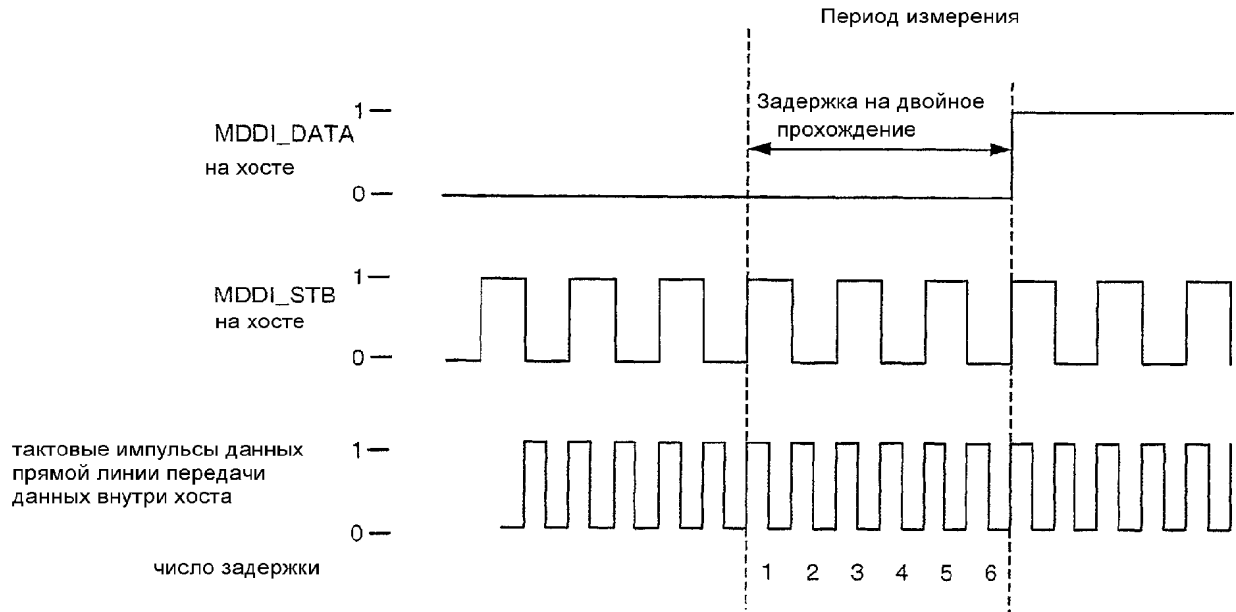 Период измерения
Задержка на двойное
прохождение
1
MDDI_DATA
на хосте
0
1
MDDI_STB
на хосте
0
тактовые импульсы данных
прямой линии передачи
данных внутри хоста
1
0
число задержки
1 2 3 4 5 6